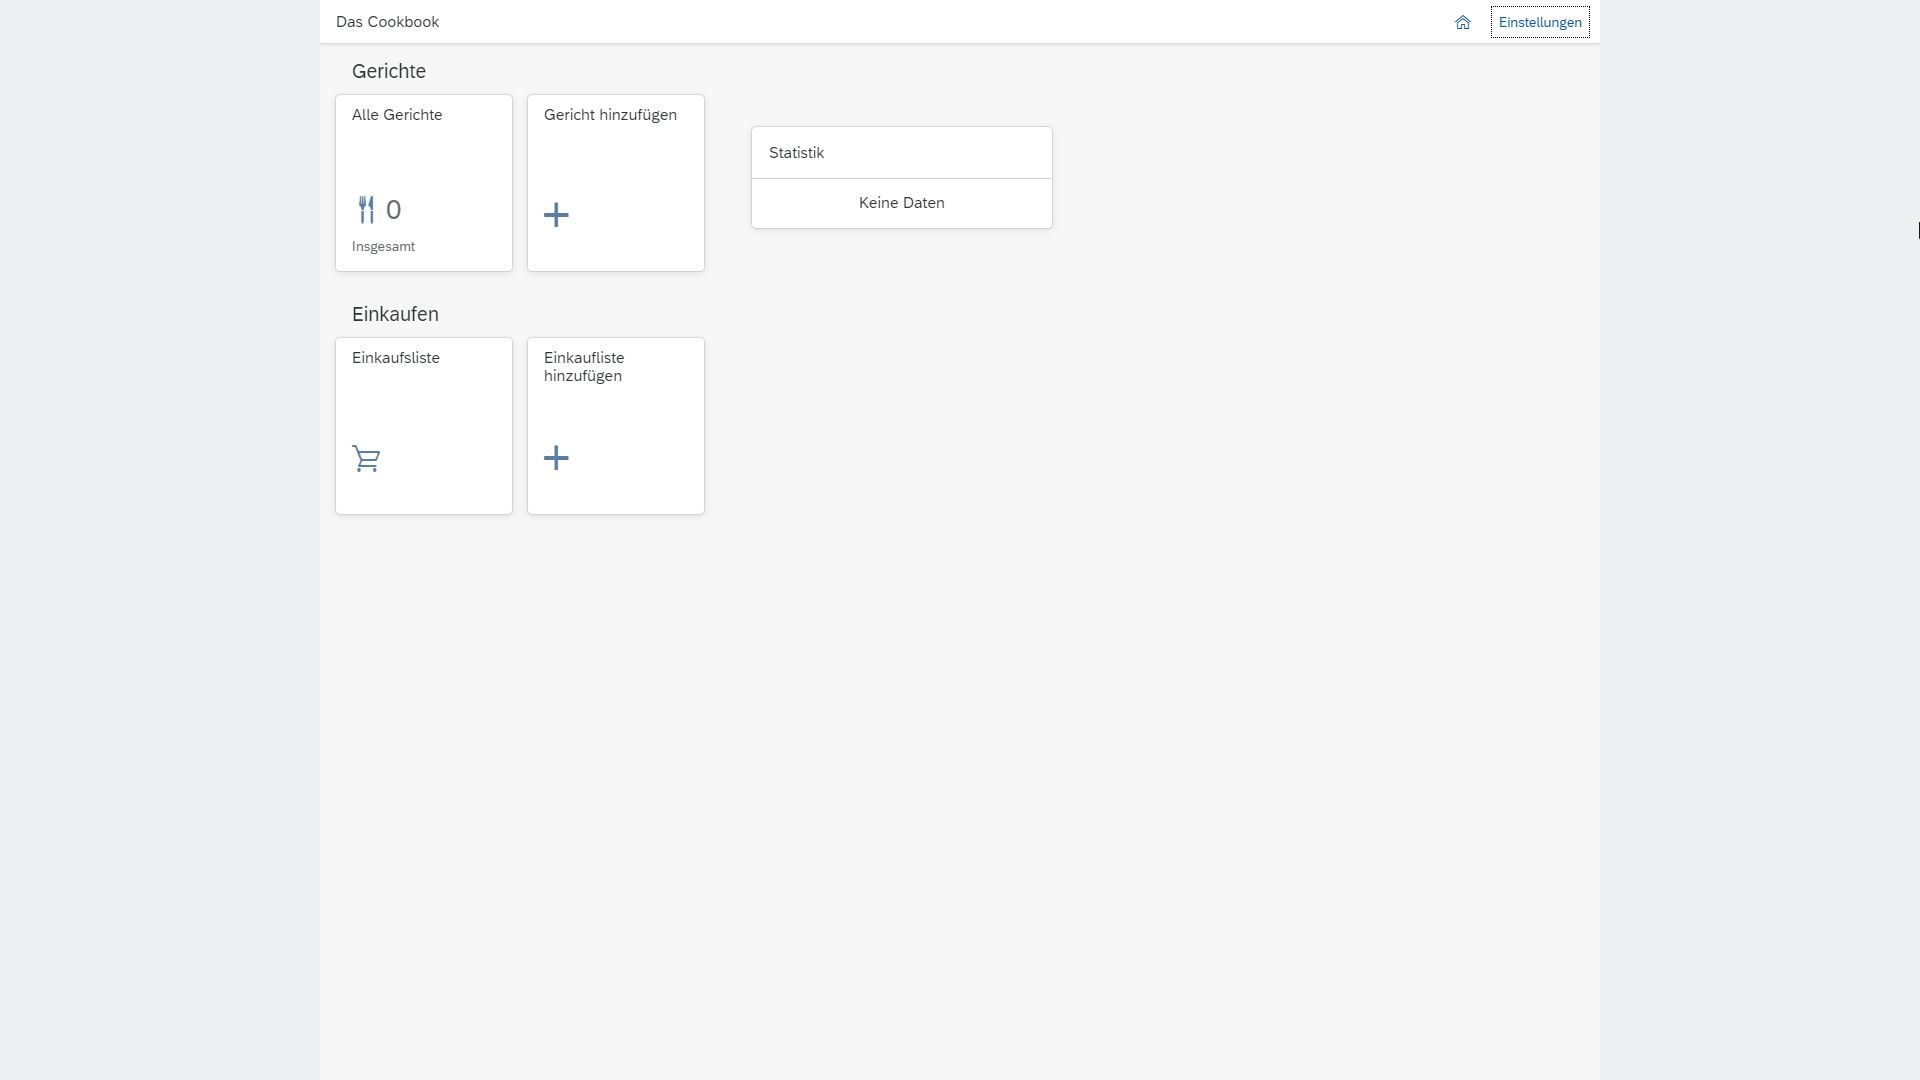 Das Cookbook
Einstellungen
Gerichte
Alle Gerichte
0
Insgesamt
Gericht hinzufügen
Statistik
Keine Daten
Einkaufen
Einkaufsliste
Einkaufliste
hinzufügen